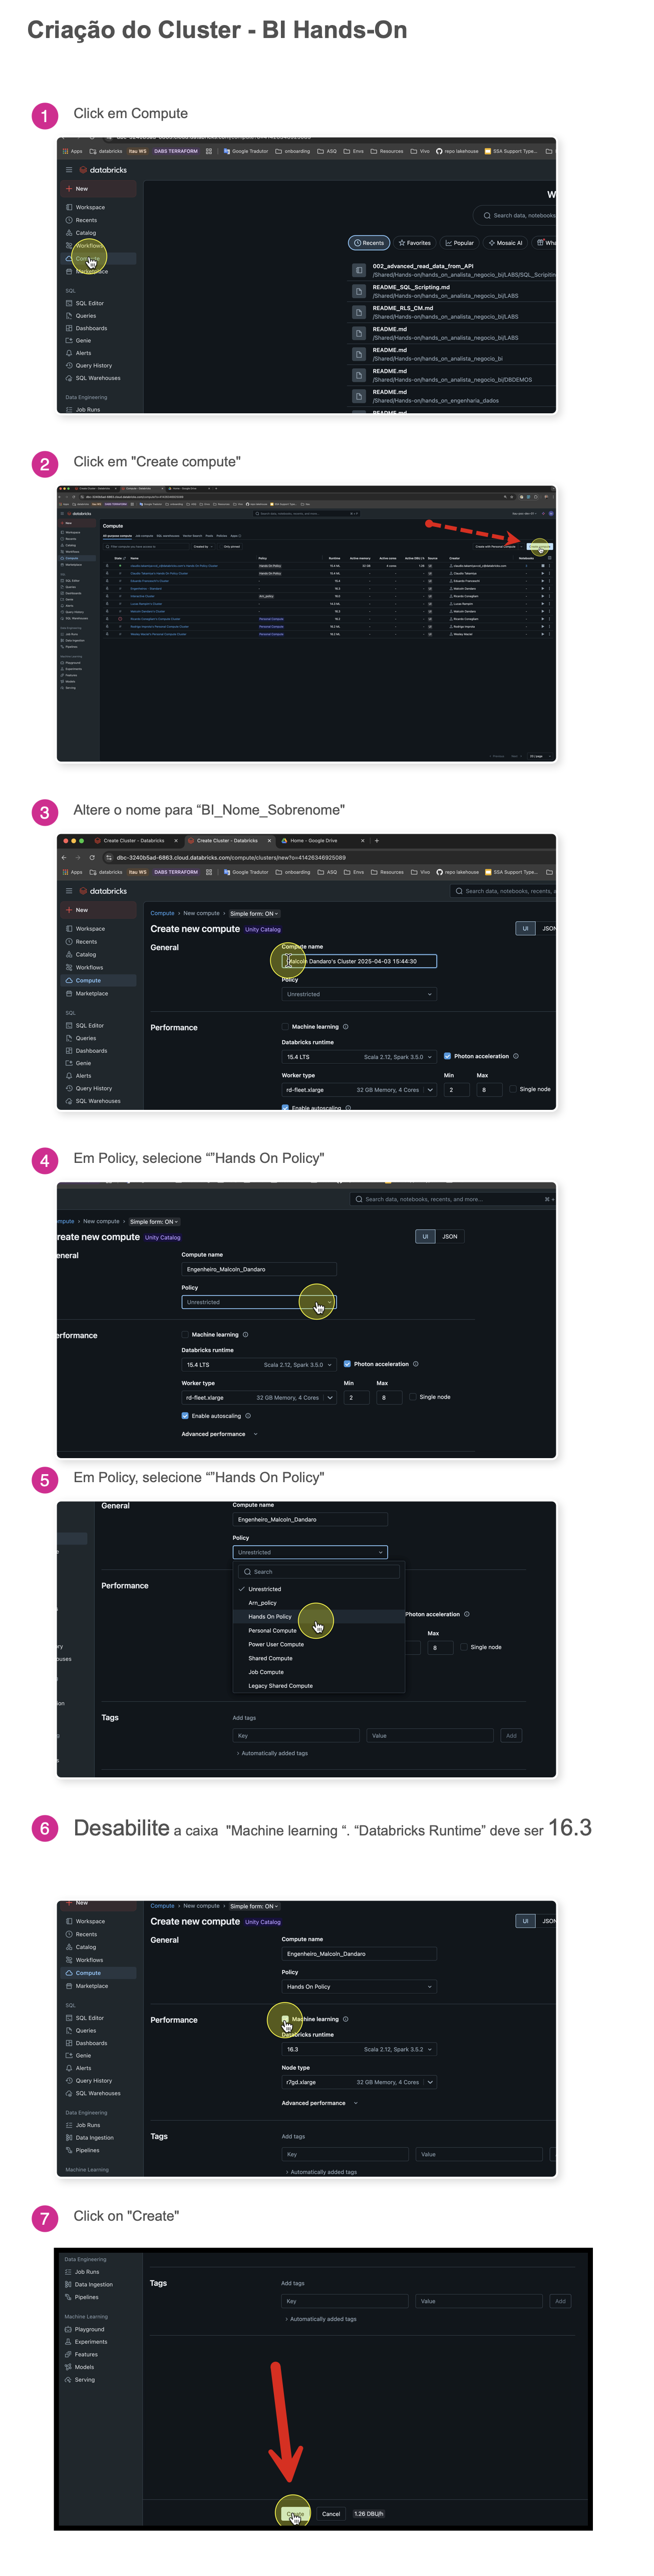 Criação do Cluster - BI Hands-On
1 Click em Compute
Apps databricks Itau WS DABS TERRAFORM Google Tradutor onboarding ASQ Envs Resources Vivo repo lakehouse SSA Support Type...
databricks
New
Workspace
Recents
Catalog
Workflows
Compute
Marketplace
SQL
SQL Editor
Queries
Dashboards
Genie
Alerts
Query History
SQL Warehouses
Data Engineering
Job Runs
W
Search data, notebooks
Recents Favorites Popular Mosaic AI Wha
002_advanced_read_data_from_API
/Shared/Hands-on/hands_on_analista_negocio_bi/LABS/SQL_Scriptin
README_SQL_Scripting.md
/Shared/Hands-on/hands_on_analista_negocio_bi/LABS
README_RLS_CM.md
/Shared/Hands-on/hands_on_analista_negocio_bi/LABS
README.md
/Shared/Hands-on/hands_on_analista_negocio_bi/LABS
README.md
/Shared/Hands-on/hands_on_analista_negocio_bi
README.md
/Shared/Hands-on/hands_on_analista_negocio_bi/DBDEMOS
README.md
/Shared/Hands-on/hands_on_engenharia_dados
README.md
2 Click em "Create compute"
databricks
Compute
3 Altere o nome para “BI_Nome_Sobrenome"
Create Cluster - Databricks Create Cluster - Databricks Home - Google Drive
dbc-3240b5ad-6863.cloud.databricks.com/compute/clusters/new?o=41426346925089
Apps databricks Itau WS DABS TERRAFORM Google Tradutor onboarding ASQ Envs Resources Vivo repo lakehouse SSA Support Type...
databricks
Search data, notebooks, recents,
New
Workspace
Recents
Catalog
Workflows
Compute
Marketplace
SQL
SQL Editor
Queries
Dashboards
Genie
Alerts
Query History
SQL Warehouses
Compute › New compute › Simple form: ON
Create new compute Unity Catalog
UI JSON
General
Compute name
Malcoln Dandaro's Cluster 2025-04-03 15:44:30
Policy
Unrestricted
Performance
Machine learning
Databricks runtime
15.4 LTS Scala 2.12, Spark 3.5.0
Photon acceleration
Worker type Min Max
rd-fleet.xlarge 32 GB Memory, 4 Cores 2 8 Single node
Enable autoscaling
4 Em Policy, selecione “”Hands On Policy"
Search data, notebooks, recents, and more...
mpute › New compute › Simple form: ON
reate new compute Unity Catalog
UI JSON
eneral
Compute name
Engenheiro_Malcoln_Dandaro
Policy
Unrestricted
erformance
Machine learning
Databricks runtime
15.4 LTS Scala 2.12, Spark 3.5.0
Photon acceleration
Worker type Min Max
rd-fleet.xlarge 32 GB Memory, 4 Cores 2 8 Single node
Enable autoscaling
Advanced performance
5 Em Policy, selecione “”Hands On Policy"
General
Compute name
Engenheiro_Malcoln_Dandaro
Policy
Unrestricted
Search
Unrestricted
Arn_policy
Hands On Policy
Personal Compute
Power User Compute
Shared Compute
Job Compute
Legacy Shared Compute
Performance
Photon acceleration
Max
8 Single node
Tags
Add tags
Key Value Add
› Automatically added tags
6 Desabilite a caixa "Machine learning “. “Databricks Runtime” deve ser 16.3
New
Workspace
Recents
Catalog
Workflows
Compute
Marketplace
SQL
SQL Editor
Queries
Dashboards
Genie
Alerts
Query History
SQL Warehouses
Data Engineering
Job Runs
Data Ingestion
Pipelines
Machine Learning
Compute › New compute › Simple form: ON
Create new compute Unity Catalog
UI JSON
General
Compute name
Engenheiro_Malcoln_Dandaro
Policy
Hands On Policy
Performance
Machine learning
Databricks runtime
16.3 Scala 2.12, Spark 3.5.2
Node type
r7gd.xlarge 32 GB Memory, 4 Cores
Advanced performance
Tags
Add tags
Key Value
› Automatically added tags
7 Click on "Create"
Data Engineering
Job Runs
Data Ingestion
Pipelines
Machine Learning
Playground
Experiments
Features
Models
Serving
Tags
Add tags
Key Value Add
› Automatically added tags
Create Cancel 1.26 DBU/h